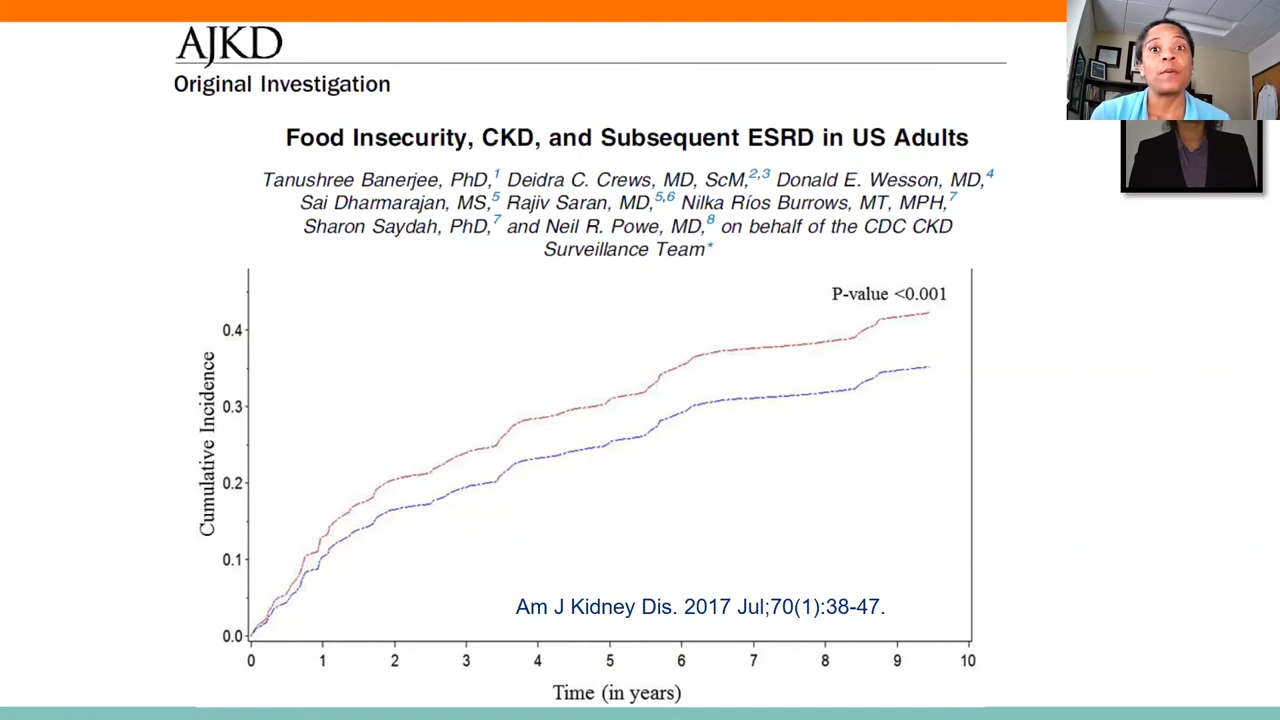 AJKD
Original Investigation
Food Insecurity, CKD, and Subsequent ESRD in US Adults
Tanushree Banerjee, PhD,1 Deidra C. Crews, MD, ScM,2,3 Donald E. Wesson, MD,4
Sai Dharmarajan, MS,5 Rajiv Saran, MD,5,6 Nilka Ríos Burrows, MT, MPH,7
Sharon Saydah, PhD,7 and Neil R. Powe, MD,8 on behalf of the CDC CKD
Surveillance Team*
P-value <0.001
0.4
0.3
0.2
0.1
0.0
Cumulative Incidence
Am J Kidney Dis. 2017 Jul;70(1):38-47.
0 1 2 3 4 5 6 7 8 9 10
Time (in years)